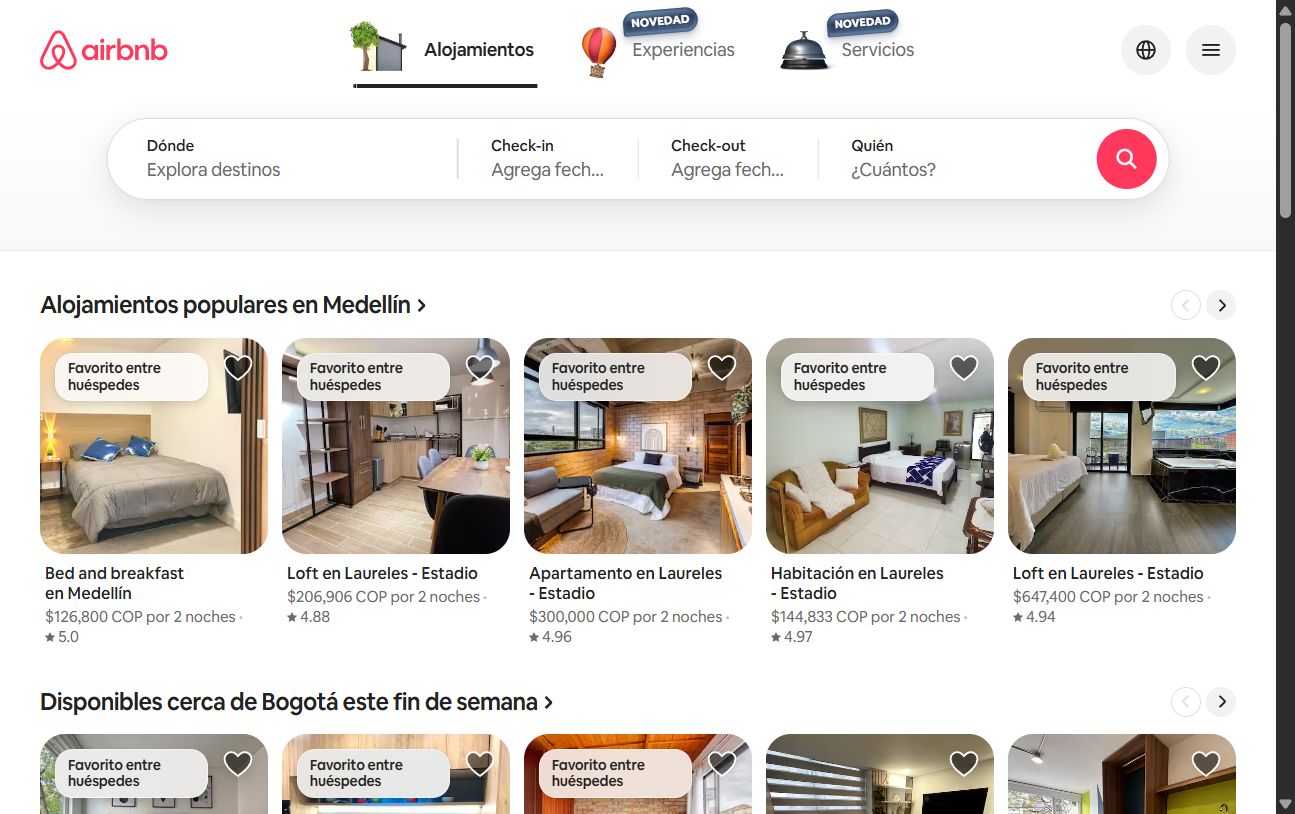 airbnb
Alojamientos
NOVEDAD
Experiencias
NOVEDAD
Servicios
Dónde
Explora destinos
Check-in
Agrega fech...
Check-out
Agrega fech...
Quién
¿Cuántos?
Alojamientos populares en Medellín
Favorito entre
huéspedes
Favorito entre
huéspedes
Favorito entre
huéspedes
Favorito entre
huéspedes
Favorito entre
huéspedes
Bed and breakfast
en Medellín
$126,800 COP por 2 noches ·
★ 5.0
Loft en Laureles - Estadio
$206,906 COP por 2 noches ·
★ 4.88
Apartamento en Laureles
- Estadio
$300,000 COP por 2 noches ·
★ 4.96
Habitación en Laureles
- Estadio
$144,833 COP por 2 noches ·
★ 4.97
Loft en Laureles - Estadio
$647,400 COP por 2 noches ·
★ 4.94
Disponibles cerca de Bogotá este fin de semana
Favorito entre
huéspedes
Favorito entre
huéspedes
Favorito entre
huéspedes